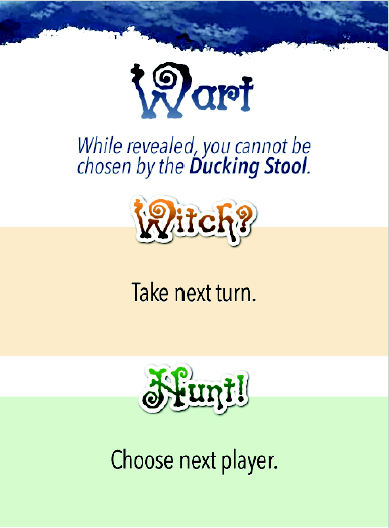 Wart
While revealed, you cannot be
chosen by the Ducking Stool.
Witch?
Take next turn.
Hunt!
Choose next player.